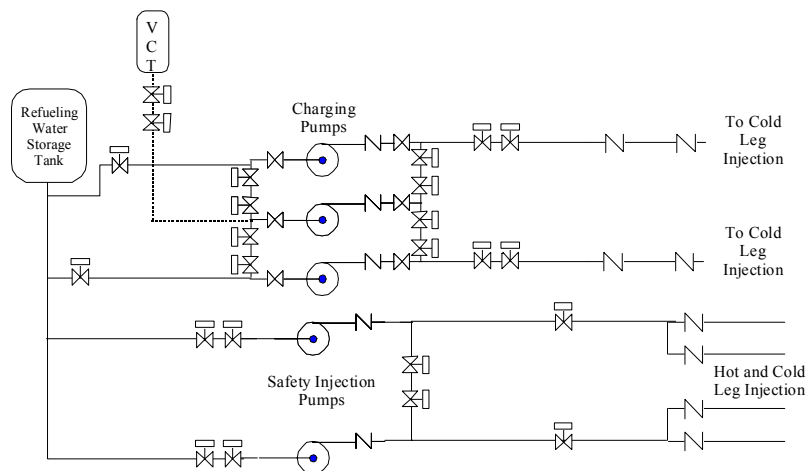 V
C
T
Refueling
Water
Storage
Tank
Charging
Pumps
To Cold
Leg
Injection
To Cold
Leg
Injection
Safety Injection
Pumps
Hot and Cold
Leg Injection